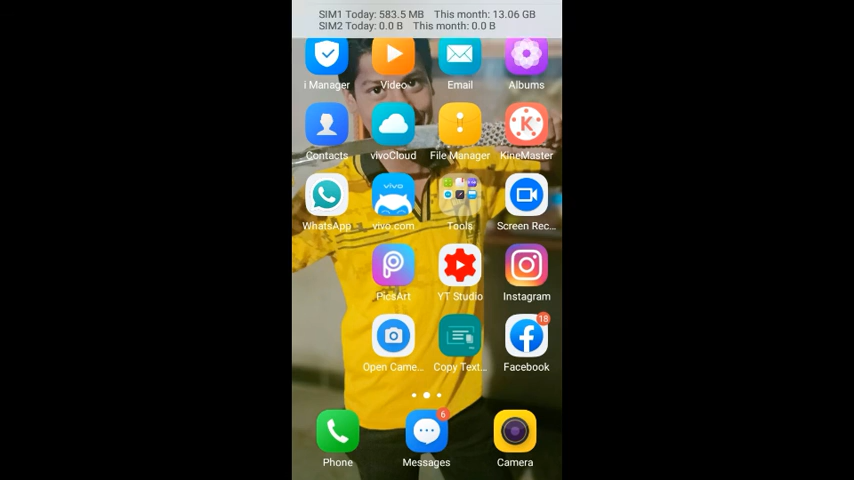 SIM1 Today: 583.5 MB This month: 13.06 GB
SIM2 Today: 0.0 B This month: 0.0 B
i Manager Video Email Albums
Contacts vivoCloud File Manager KineMaster
vivo
WhatsApp vivo.com Tools Screen Rec...
PicsArt YT Studio Instagram
18
Open Came... Copy Text... Facebook
6
Phone Messages Camera